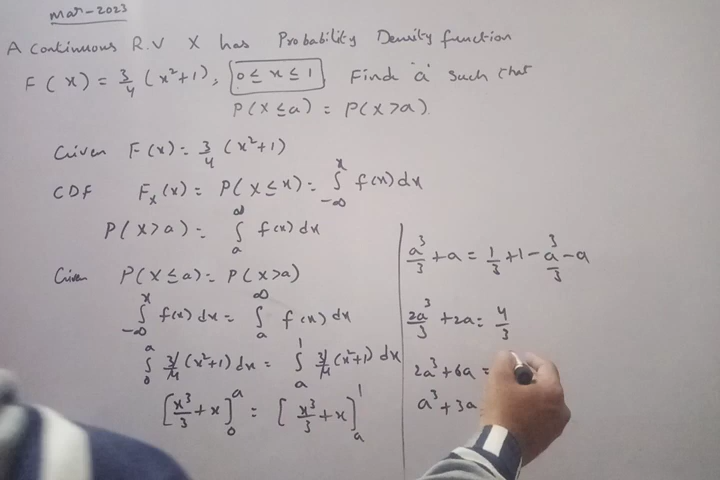 Mar-2023
A continuous R.V X has Probability Density function
F(x) = 3/4 (x²+1), 0≤x≤1 Find 'a' such that
P(X≤a) = P(X>a).
Given F(x) = 3/4 (x²+1)
CDF F_X(x) = P(X≤x) = ∫_{-∞}^{x} f(x) dx
P(X>a) = ∫_{a}^{∞} f(x) dx
Given P(X≤a) = P(X>a)
∫_{-∞}^{x} f(x) dx = ∫_{a}^{∞} f(x) dx
∫_{0}^{a} 3/4 (x²+1) dx = ∫_{a}^{1} 3/4 (x²+1) dx
[x³/3 + x]_{0}^{a} = [x³/3 + x]_{a}^{1}
a³/3 + a = 1/3 + 1 - a³/3 - a
2a³/3 + 2a = 4/3
2a³ + 6a =
a³ + 3a